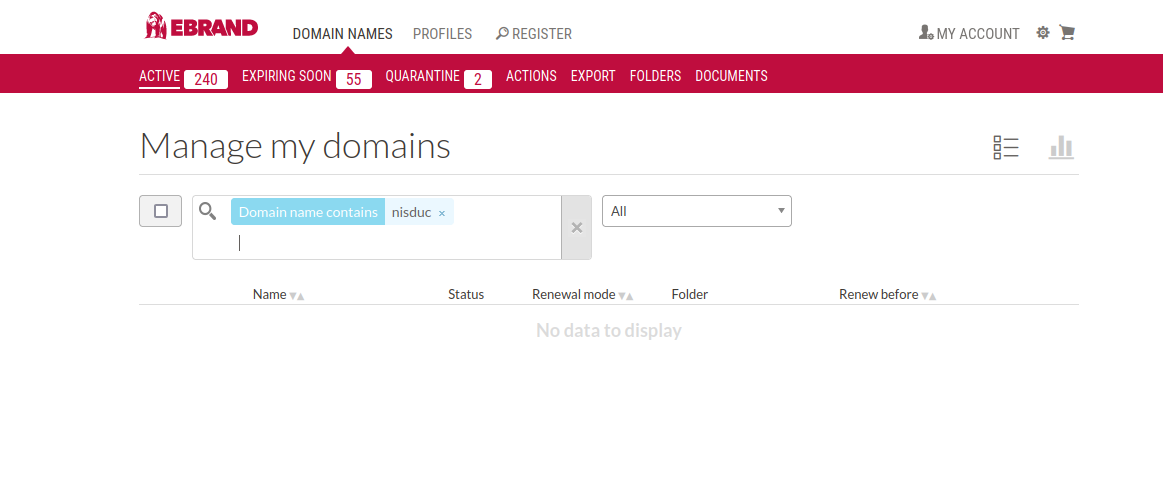 EBRAND
DOMAIN NAMES PROFILES REGISTER MY ACCOUNT
ACTIVE 240 EXPIRING SOON 55 QUARANTINE 2 ACTIONS EXPORT FOLDERS DOCUMENTS
Manage my domains
Domain name contains nisduc × All
Name Status Renewal mode Folder Renew before
No data to display